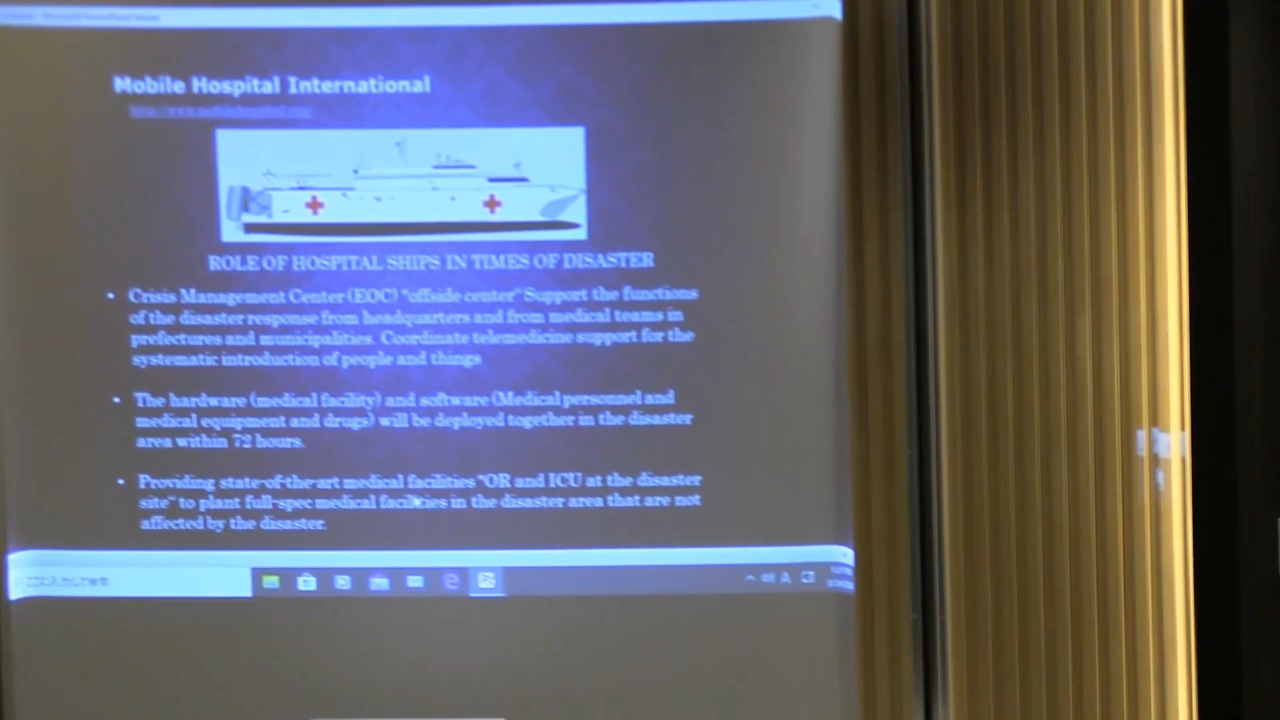 Mobile Hospital International
ROLE OF HOSPITAL SHIPS IN TIMES OF DISASTER
• Crisis Management Center (EOC) "offside center" Support the functions
of the disaster response from headquarters and from medical teams in
prefectures and municipalities. Coordinate telemedicine support for the
systematic introduction of people and things
• The hardware (medical facility) and software (Medical personnel and
medical equipment and drugs) will be deployed together in the disaster
area within 72 hours.
• Providing state-of-the-art medical facilities "OR and ICU at the disaster
site" to plant full-spec medical facilities in the disaster area that are not
affected by the disaster.